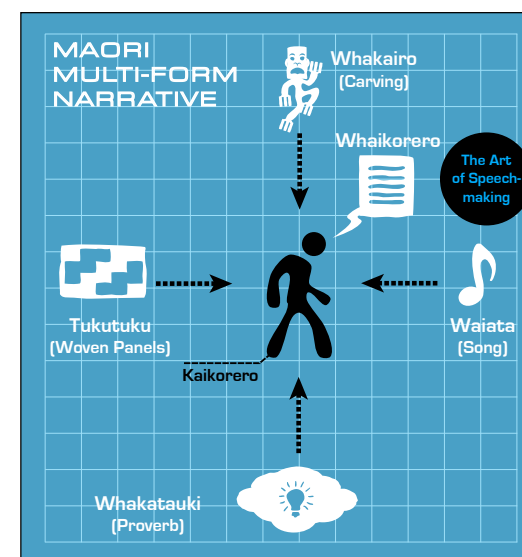 MAORI
MULTI-FORM
NARRATIVE
Whakairo
(Carving)
Whaikorero
The Art
of Speech-
making
Tukutuku
(Woven Panels)
Waiata
(Song)
Kaikorero
Whakatauki
(Proverb)